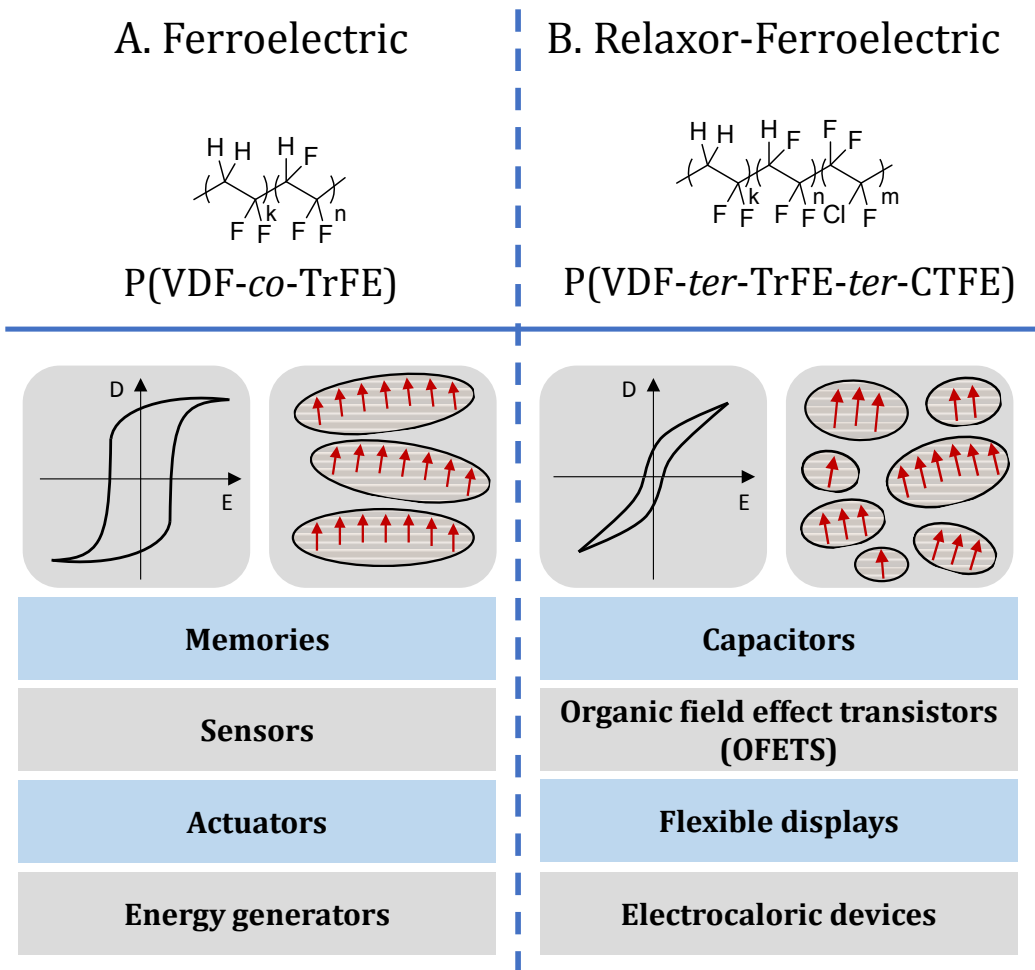 A. Ferroelectric
H
H
H
F
k
n
F
F
F
F
P(VDF-co-TrFE)
D
E
Memories
Sensors
Actuators
Energy generators
B. Relaxor-Ferroelectric
H
H
H
F
F
F
k
n
m
F
F
F
F
Cl
F
P(VDF-ter-TrFE-ter-CTFE)
D
E
Capacitors
Organic field effect transistors
(OFETS)
Flexible displays
Electrocaloric devices